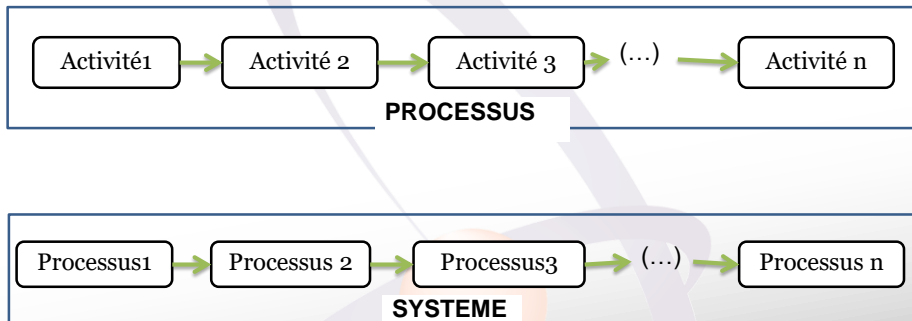 Activité1 Activité 2 Activité 3 (…) Activité n
PROCESSUS
Processus1 Processus 2 Processus3 (…) Processus n
SYSTEME